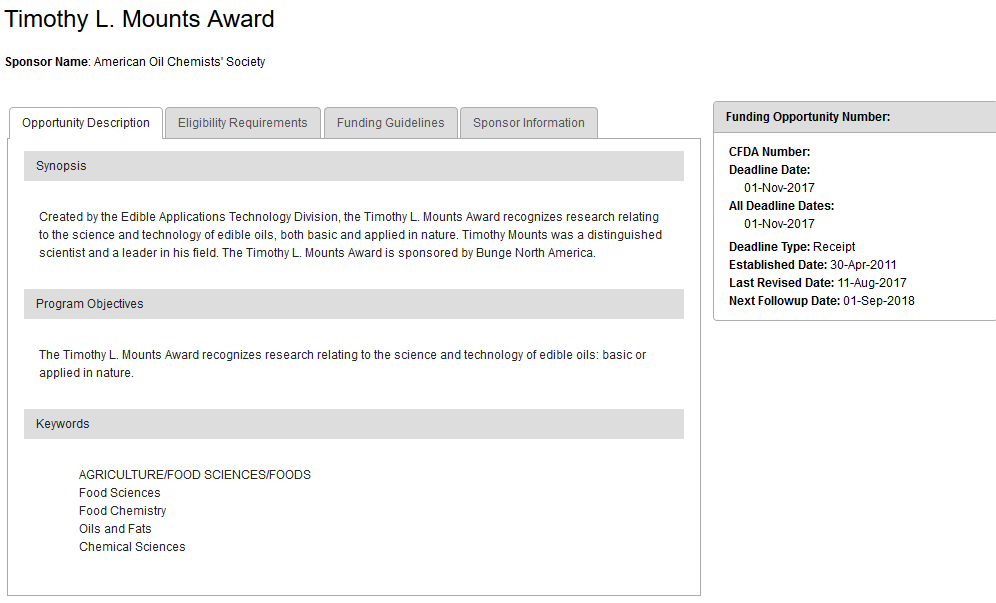 Timothy L. Mounts Award
Sponsor Name: American Oil Chemists' Society
Opportunity Description
Eligibility Requirements
Funding Guidelines
Sponsor Information
Synopsis
Created by the Edible Applications Technology Division, the Timothy L. Mounts Award recognizes research relating
to the science and technology of edible oils, both basic and applied in nature. Timothy Mounts was a distinguished
scientist and a leader in his field. The Timothy L. Mounts Award is sponsored by Bunge North America.
Program Objectives
The Timothy L. Mounts Award recognizes research relating to the science and technology of edible oils: basic or
applied in nature.
Keywords
AGRICULTURE/FOOD SCIENCES/FOODS
Food Sciences
Food Chemistry
Oils and Fats
Chemical Sciences
Funding Opportunity Number:
CFDA Number:
Deadline Date:
01-Nov-2017
All Deadline Dates:
01-Nov-2017
Deadline Type: Receipt
Established Date: 30-Apr-2011
Last Revised Date: 11-Aug-2017
Next Followup Date: 01-Sep-2018